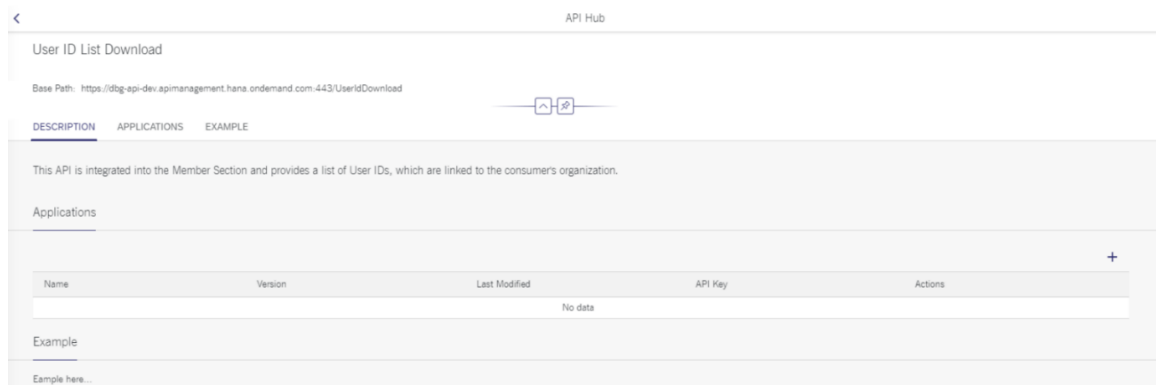 API Hub
User ID List Download
Base Path: https://dbg-api-dev.apimanagement.hana.ondemand.com:443/UserIdDownload
DESCRIPTION APPLICATIONS EXAMPLE
This API is integrated into the Member Section and provides a list of User IDs, which are linked to the consumer's organization.
Applications
+
Name Version Last Modified API Key Actions
No data
Example
Eample here...